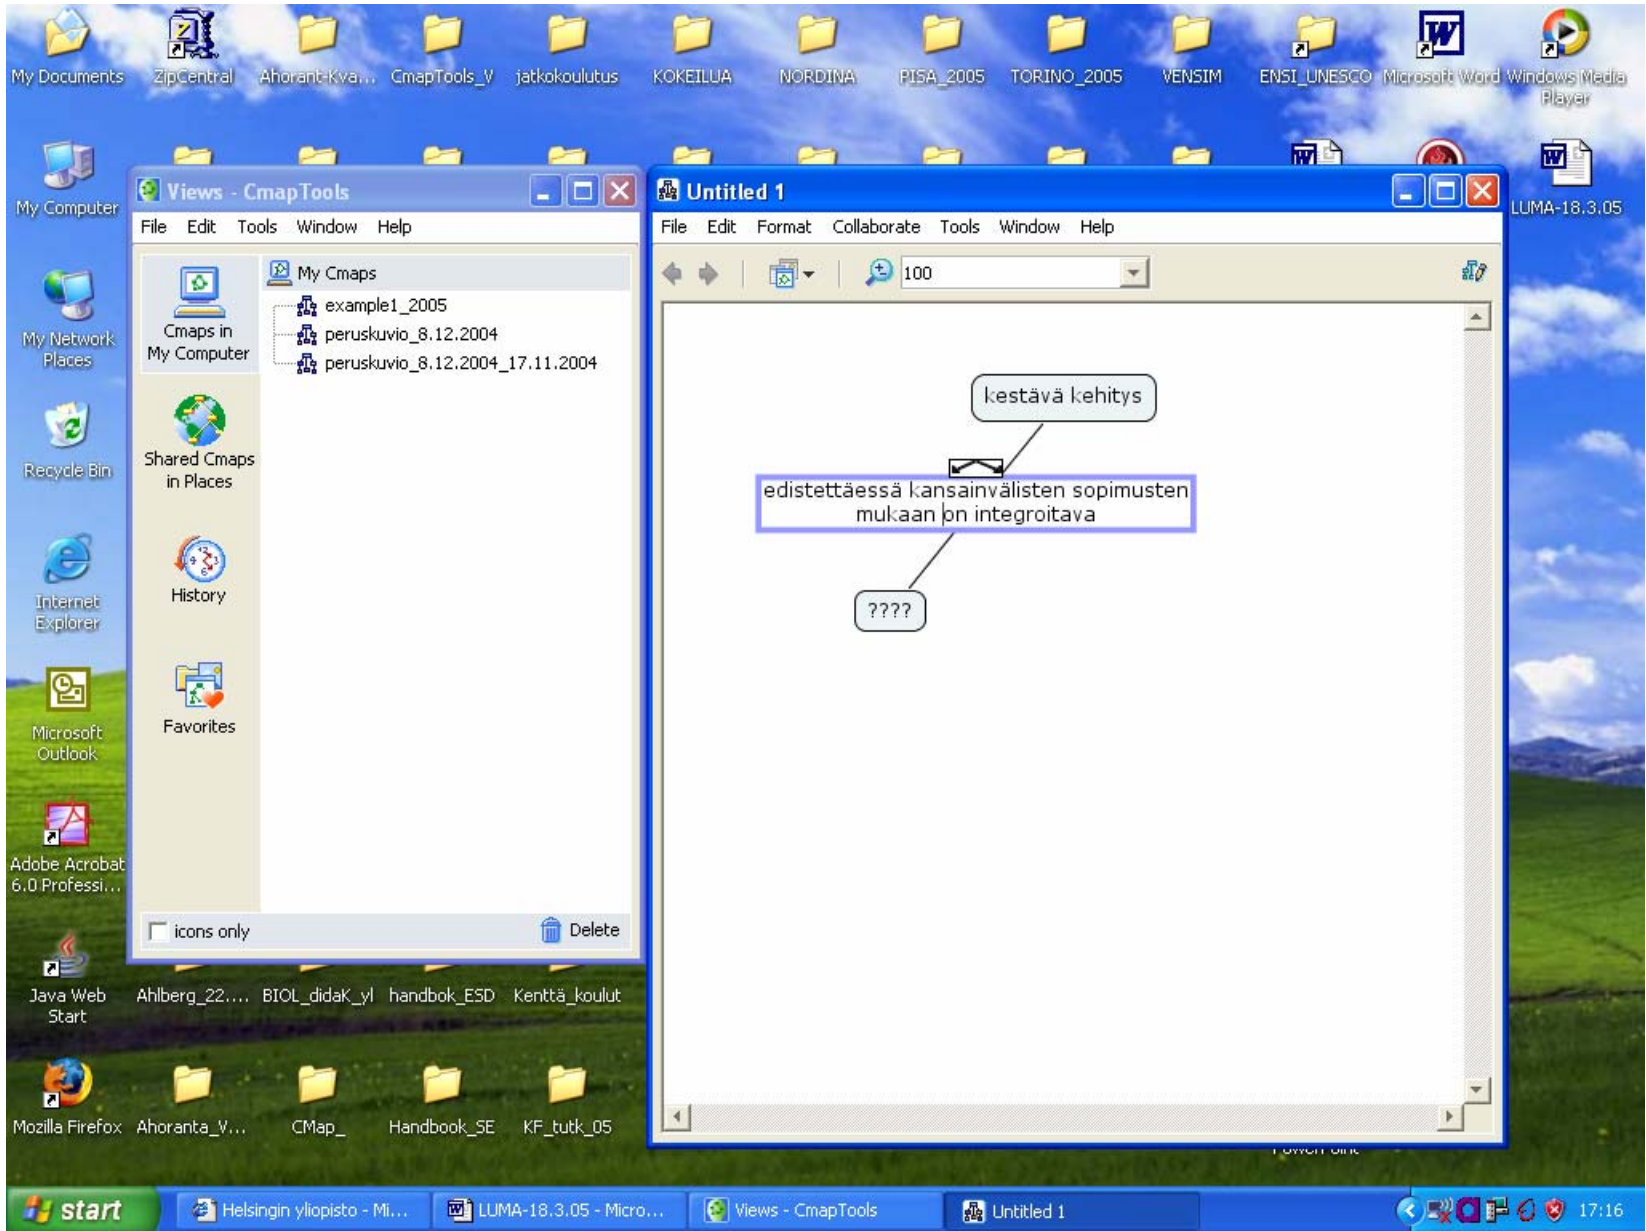 My Documents
ZipCentral
Ahorant-Kva...
CmapTools_V
jatkokoulutus
KOKEILUA
NORDINA
PISA_2005
TORINO_2005
VENSIM
ENSI_UNESCO
Microsoft Word
Windows Media
Player
My Computer
LUMA-18.3.05
My Network
Places
Recycle Bin
Internet
Explorer
Microsoft
Outlook
Adobe Acrobat
6.0 Professi...
Java Web
Start
Mozilla Firefox
Views - CmapTools
File Edit Tools Window Help
Cmaps in
My Computer
Shared Cmaps
in Places
History
Favorites
My Cmaps
example1_2005
peruskuvio_8.12.2004
peruskuvio_8.12.2004_17.11.2004
icons only
Delete
Untitled 1
File Edit Format Collaborate Tools Window Help
100
kestävä kehitys
edistettäessä kansainvälisten sopimusten
mukaan on integroitava
????
Ahlberg_22....
BIOL_didaK_yl
handbok_ESD
Kenttä_koulut
Ahoranta_V...
CMap_
Handbook_SE
KF_tutk_05
start
Helsingin yliopisto - Mi...
LUMA-18.3.05 - Micro...
Views - CmapTools
Untitled 1
17:16